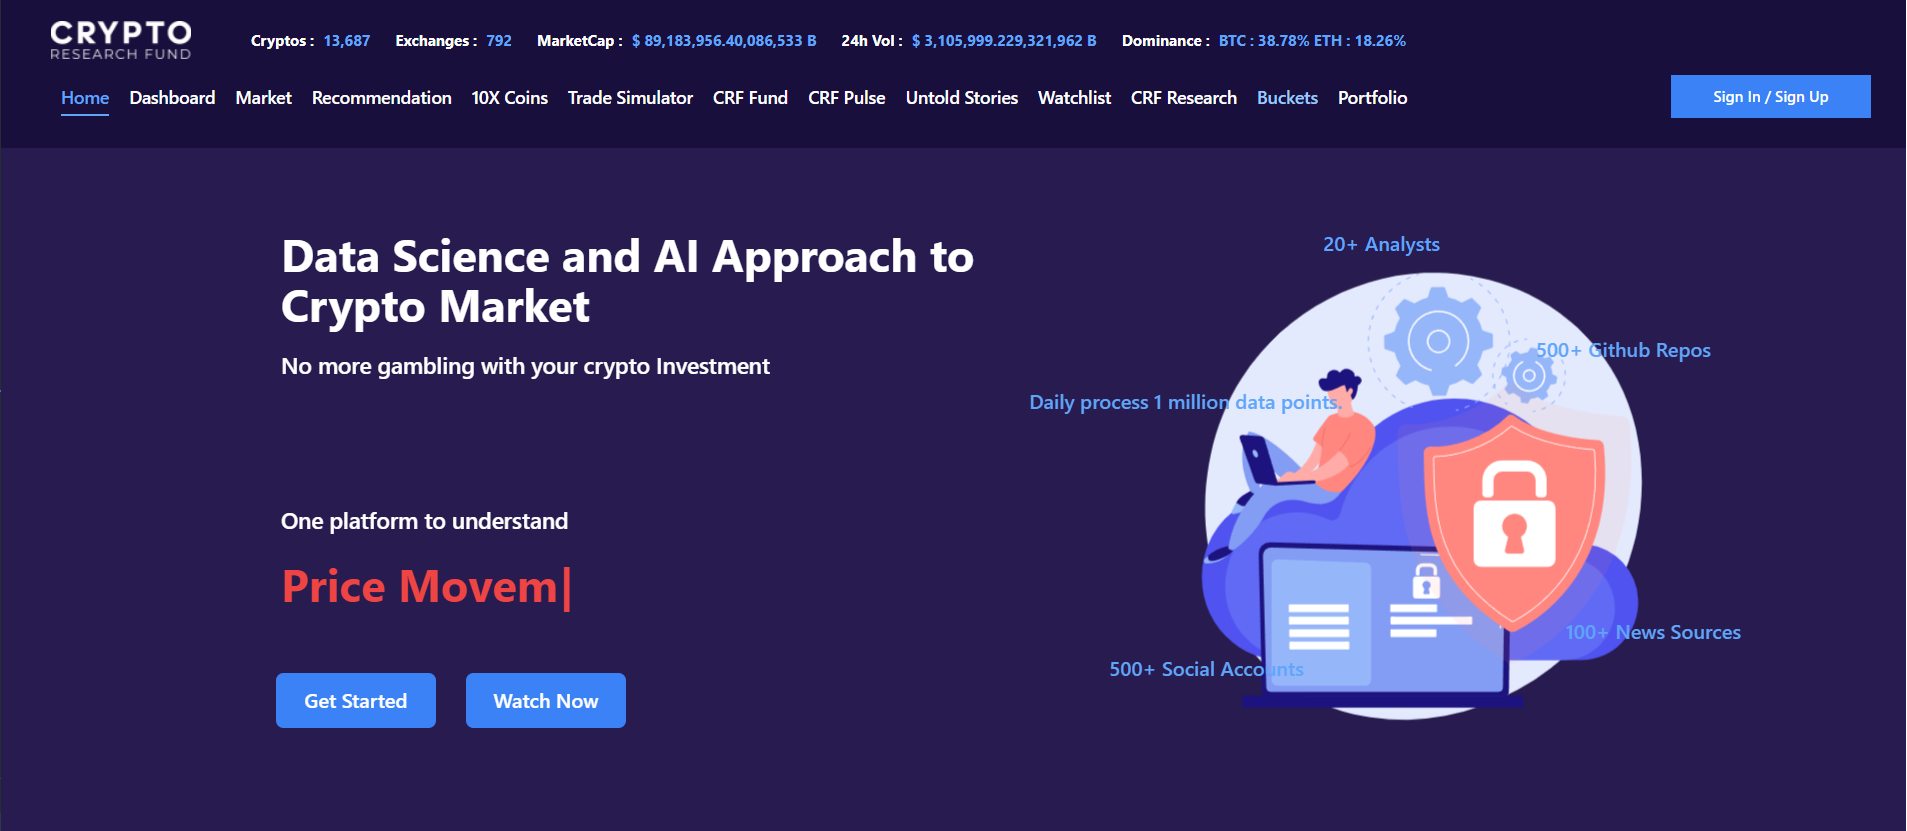 CRYPTO
RESEARCH FUND
Cryptos : 13,687 Exchanges : 792 MarketCap : $ 89,183,956.40,086,533 B 24h Vol : $ 3,105,999.229,321,962 B Dominance : BTC : 38.78% ETH : 18.26%
Home Dashboard Market Recommendation 10X Coins Trade Simulator CRF Fund CRF Pulse Untold Stories Watchlist CRF Research Buckets Portfolio
Sign In / Sign Up
Data Science and AI Approach to
Crypto Market
No more gambling with your crypto Investment
One platform to understand
Price Movem|
Get Started Watch Now
20+ Analysts
500+ Github Repos
Daily process 1 million data points.
100+ News Sources
500+ Social Accounts